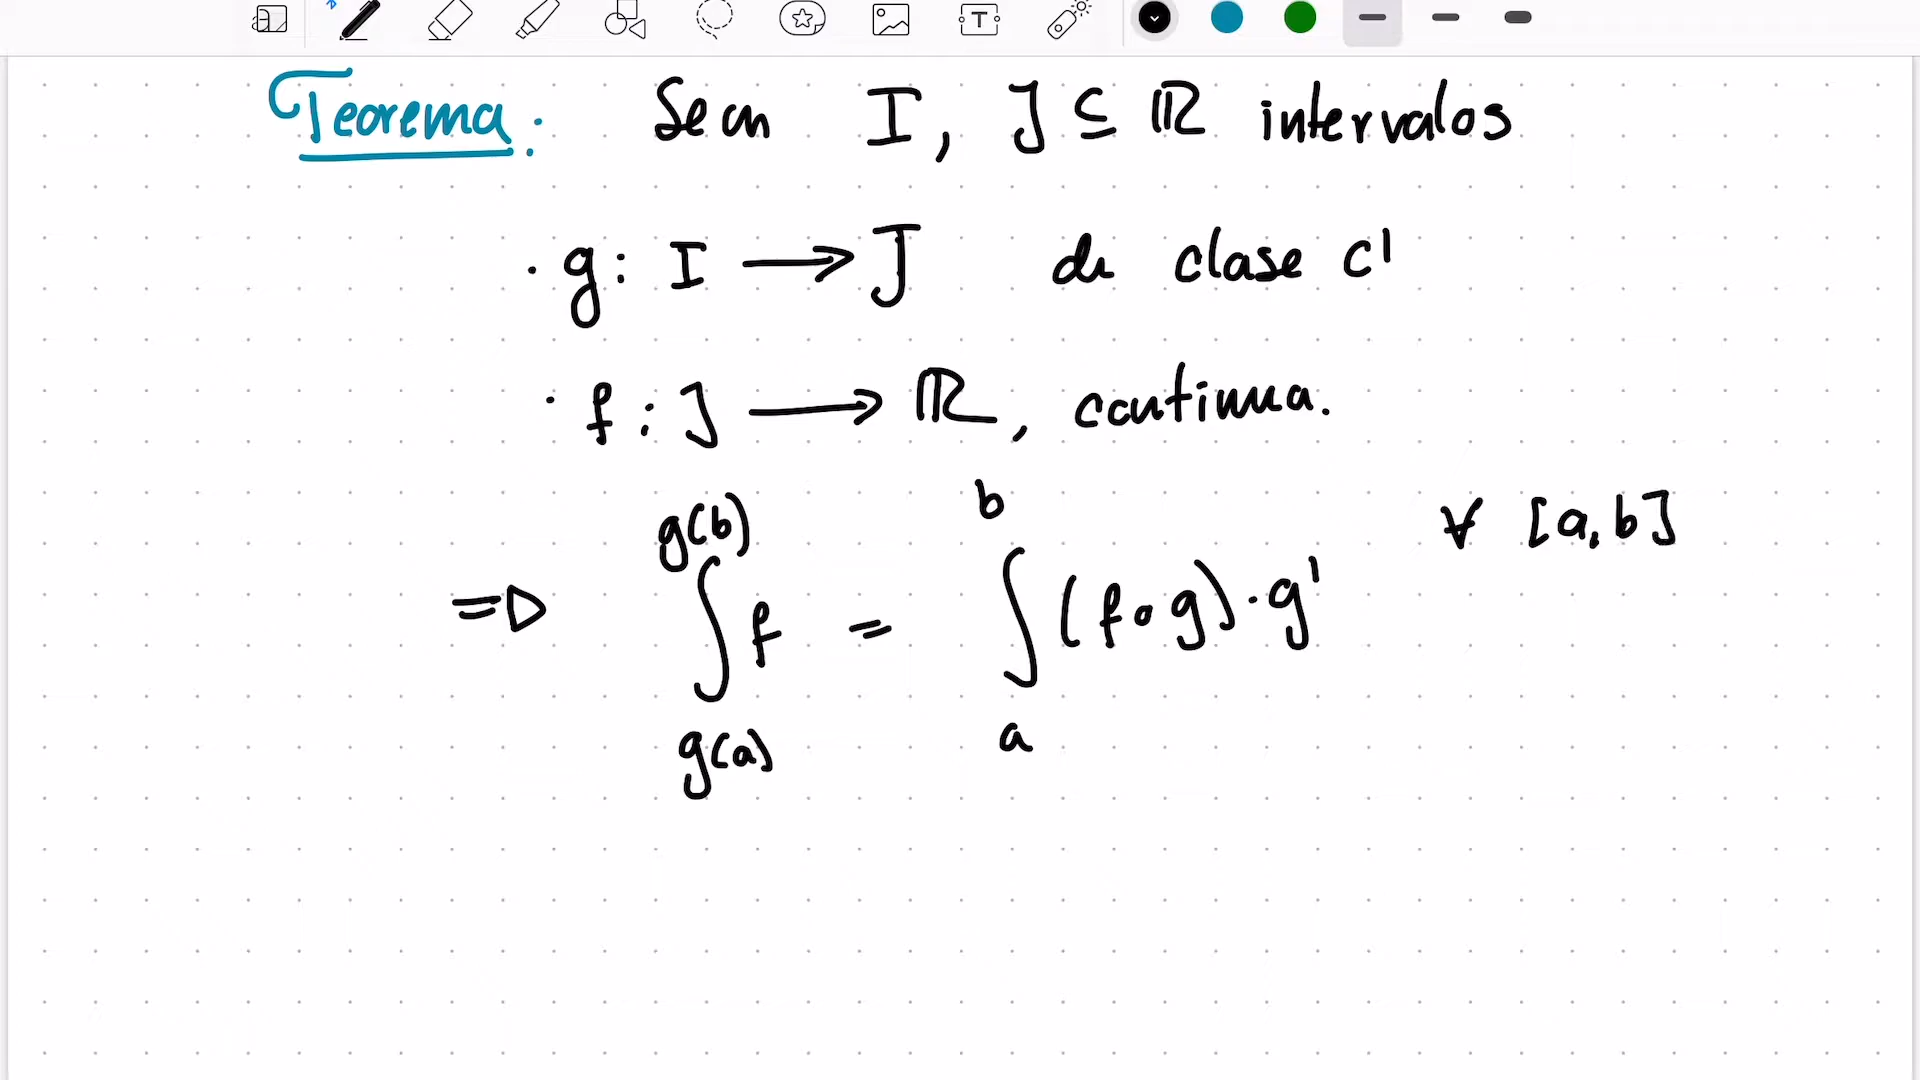 Teorema: Sean I, J ⊆ ℝ intervalos
· g: I ⟶ J de clase C¹
· f: J ⟶ ℝ, continua.
⇒ ∫_{g(a)}^{g(b)} f = ∫_{a}^{b} (f∘g)·g' ∀ [a,b]